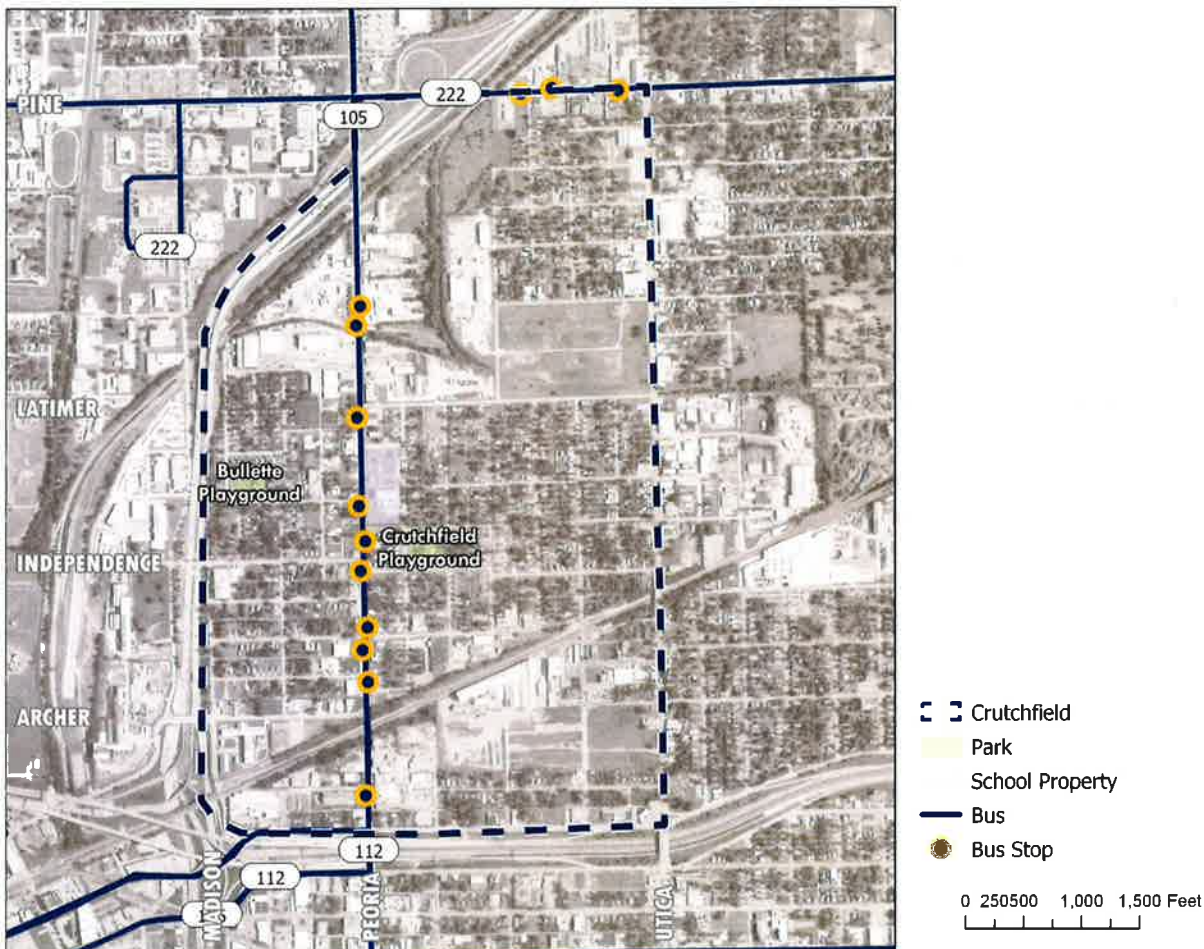 PINE
222
105
222
LATIMER
Bullette
Playground
Crutchfield
Playground
INDEPENDENCE
ARCHER
112
112
MADISON
PEORIA
UTICA
Crutchfield
Park
School Property
Bus
Bus Stop
0 250500 1,000 1,500 Feet